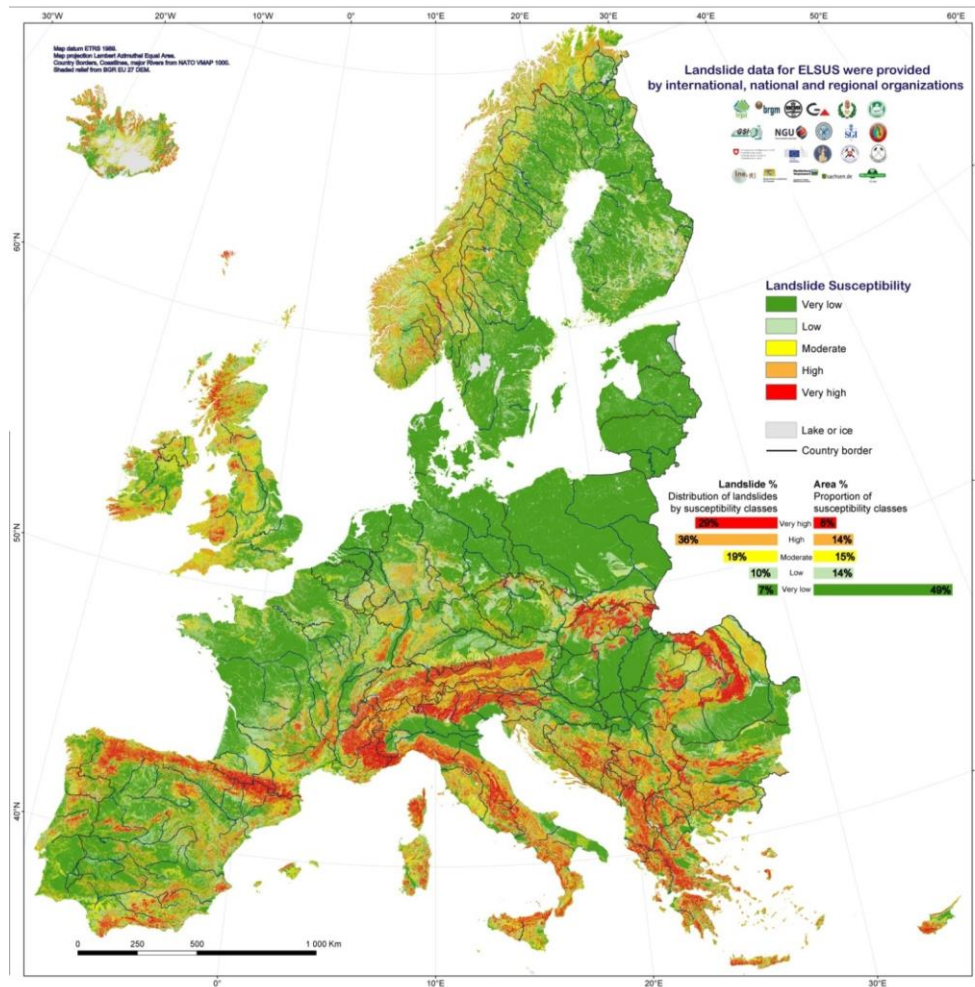 30°W 20°W 10°W 0° 10°E 20°E 30°E 40°E 50°E 60°E
Map datum ETRS 1989.
Map projection Lambert Azimuthal Equal Area.
Country Borders, Coastlines, major Rivers from NATO VMAP 1000.
Shaded relief from BGR EU 27 DEM.
Landslide data for ELSUS were provided
by international, national and regional organizations
brgm
GSI
NGU
SGI
sachsen.de
60°N
50°N
40°N
Landslide Susceptibility
Very low
Low
Moderate
High
Very high
Lake or ice
Country border
Landslide % Area %
Distribution of landslides Proportion of
by susceptibility classes susceptibility classes
29% Very high 8%
36% High 14%
19% Moderate 15%
10% Low 14%
7% Very low 49%
0 250 500 1 000 Km
0° 10°E 20°E 30°E